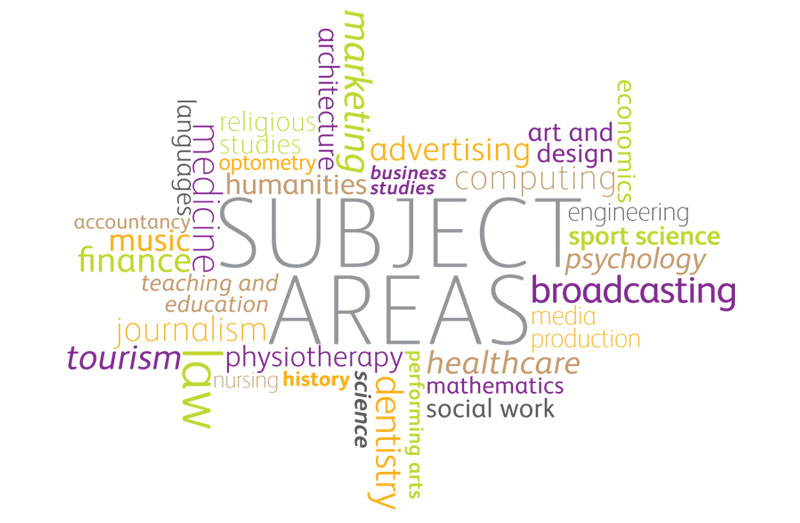 marketing
architecture
economics
languages
religious
studies
medicine
art and
design
advertising
optometry
business
studies
humanities
computing
SUBJECT
AREAS
engineering
accountancy
music
sport science
finance
psychology
teaching and
education
broadcasting
journalism
media
production
tourism
law
physiotherapy
healthcare
nursing
history
science
dentistry
performing arts
mathematics
social work